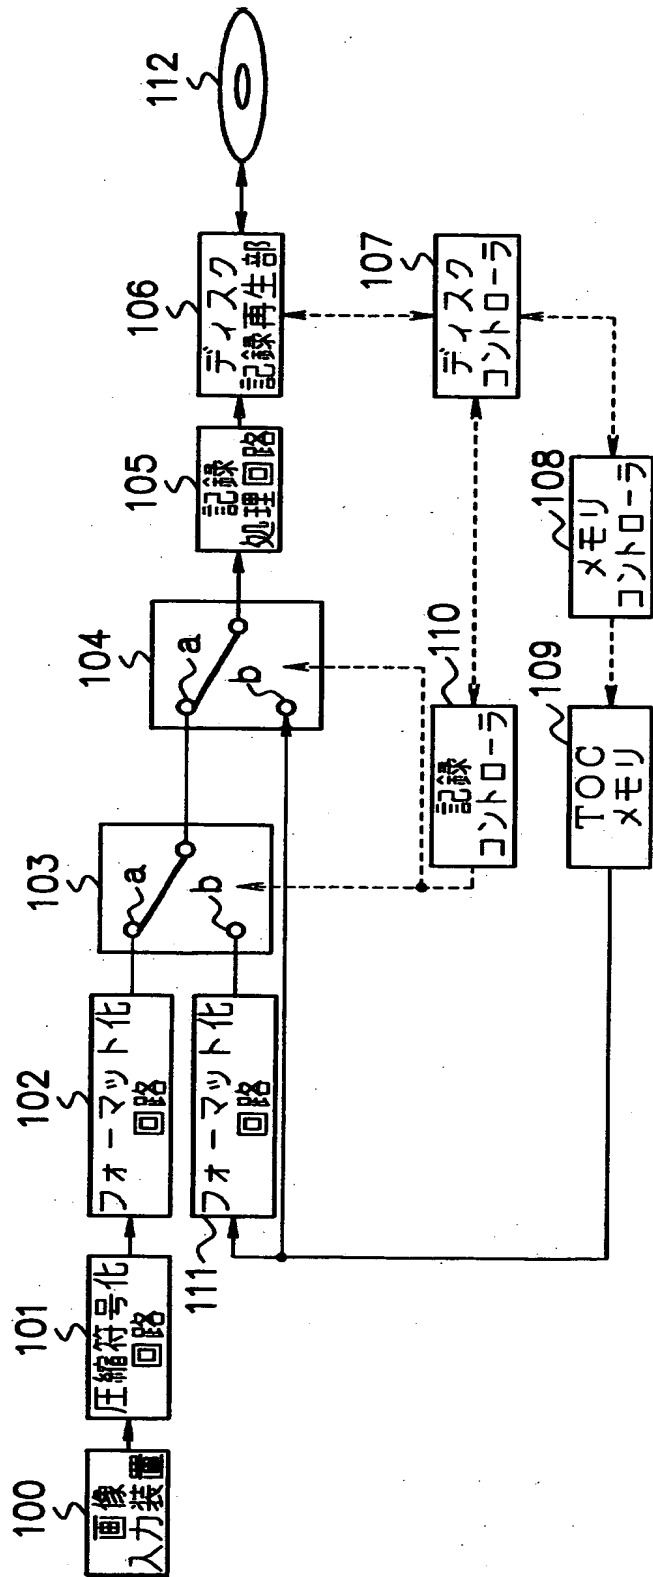 100
画像
入力装置
101
圧縮符号化
回路
102
フォーマット化
回路
111
フォーマット化
回路
103
a
b
104
a
b
105
記録
処理回路
106
ディスク
記録再生部
112
107
ディスク
コントローラ
110
記録
コントローラ
108
メモリ
コントローラ
109
TOC
メモリ